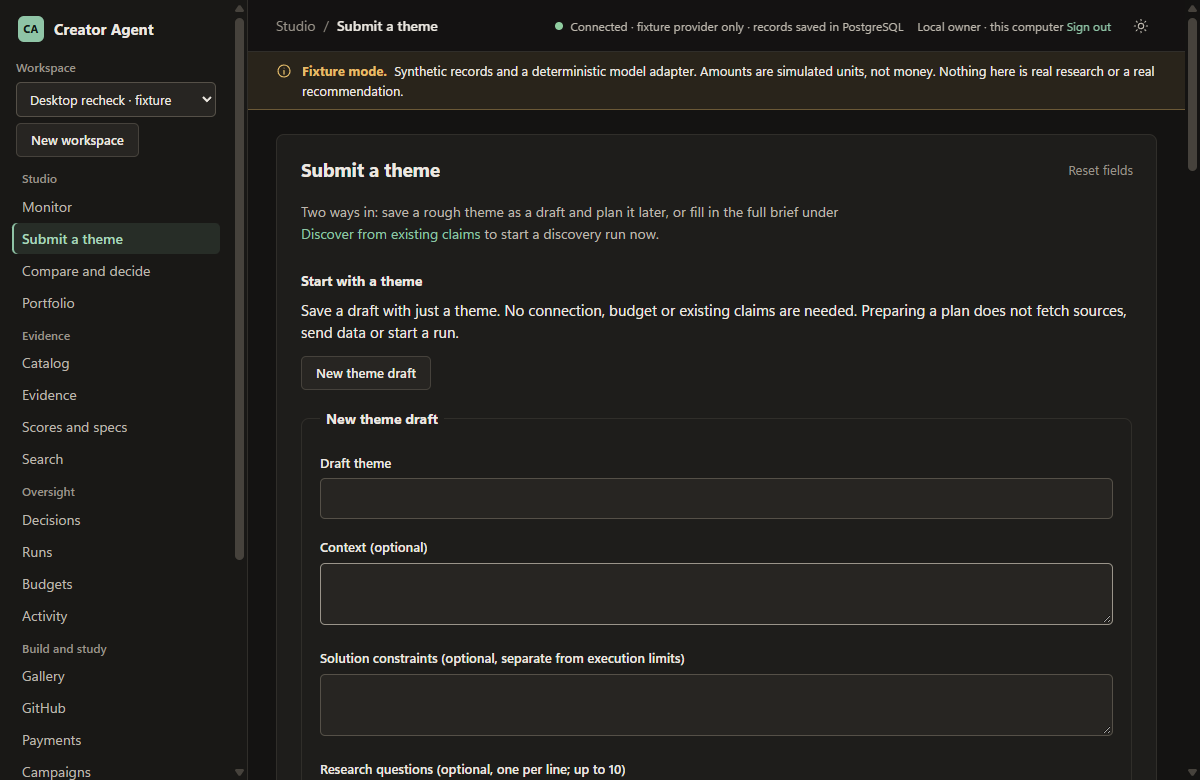 CA Creator Agent
Workspace
Desktop recheck · fixture
New workspace
Studio
Monitor
Submit a theme
Compare and decide
Portfolio
Evidence
Catalog
Evidence
Scores and specs
Search
Oversight
Decisions
Runs
Budgets
Activity
Build and study
Gallery
GitHub
Payments
Campaigns
Studio / Submit a theme
Connected · fixture provider only · records saved in PostgreSQL Local owner · this computer Sign out
Fixture mode. Synthetic records and a deterministic model adapter. Amounts are simulated units, not money. Nothing here is real research or a real
recommendation.
Submit a theme
Reset fields
Two ways in: save a rough theme as a draft and plan it later, or fill in the full brief under
Discover from existing claims to start a discovery run now.
Start with a theme
Save a draft with just a theme. No connection, budget or existing claims are needed. Preparing a plan does not fetch sources,
send data or start a run.
New theme draft
New theme draft
Draft theme
Context (optional)
Solution constraints (optional, separate from execution limits)
Research questions (optional, one per line; up to 10)